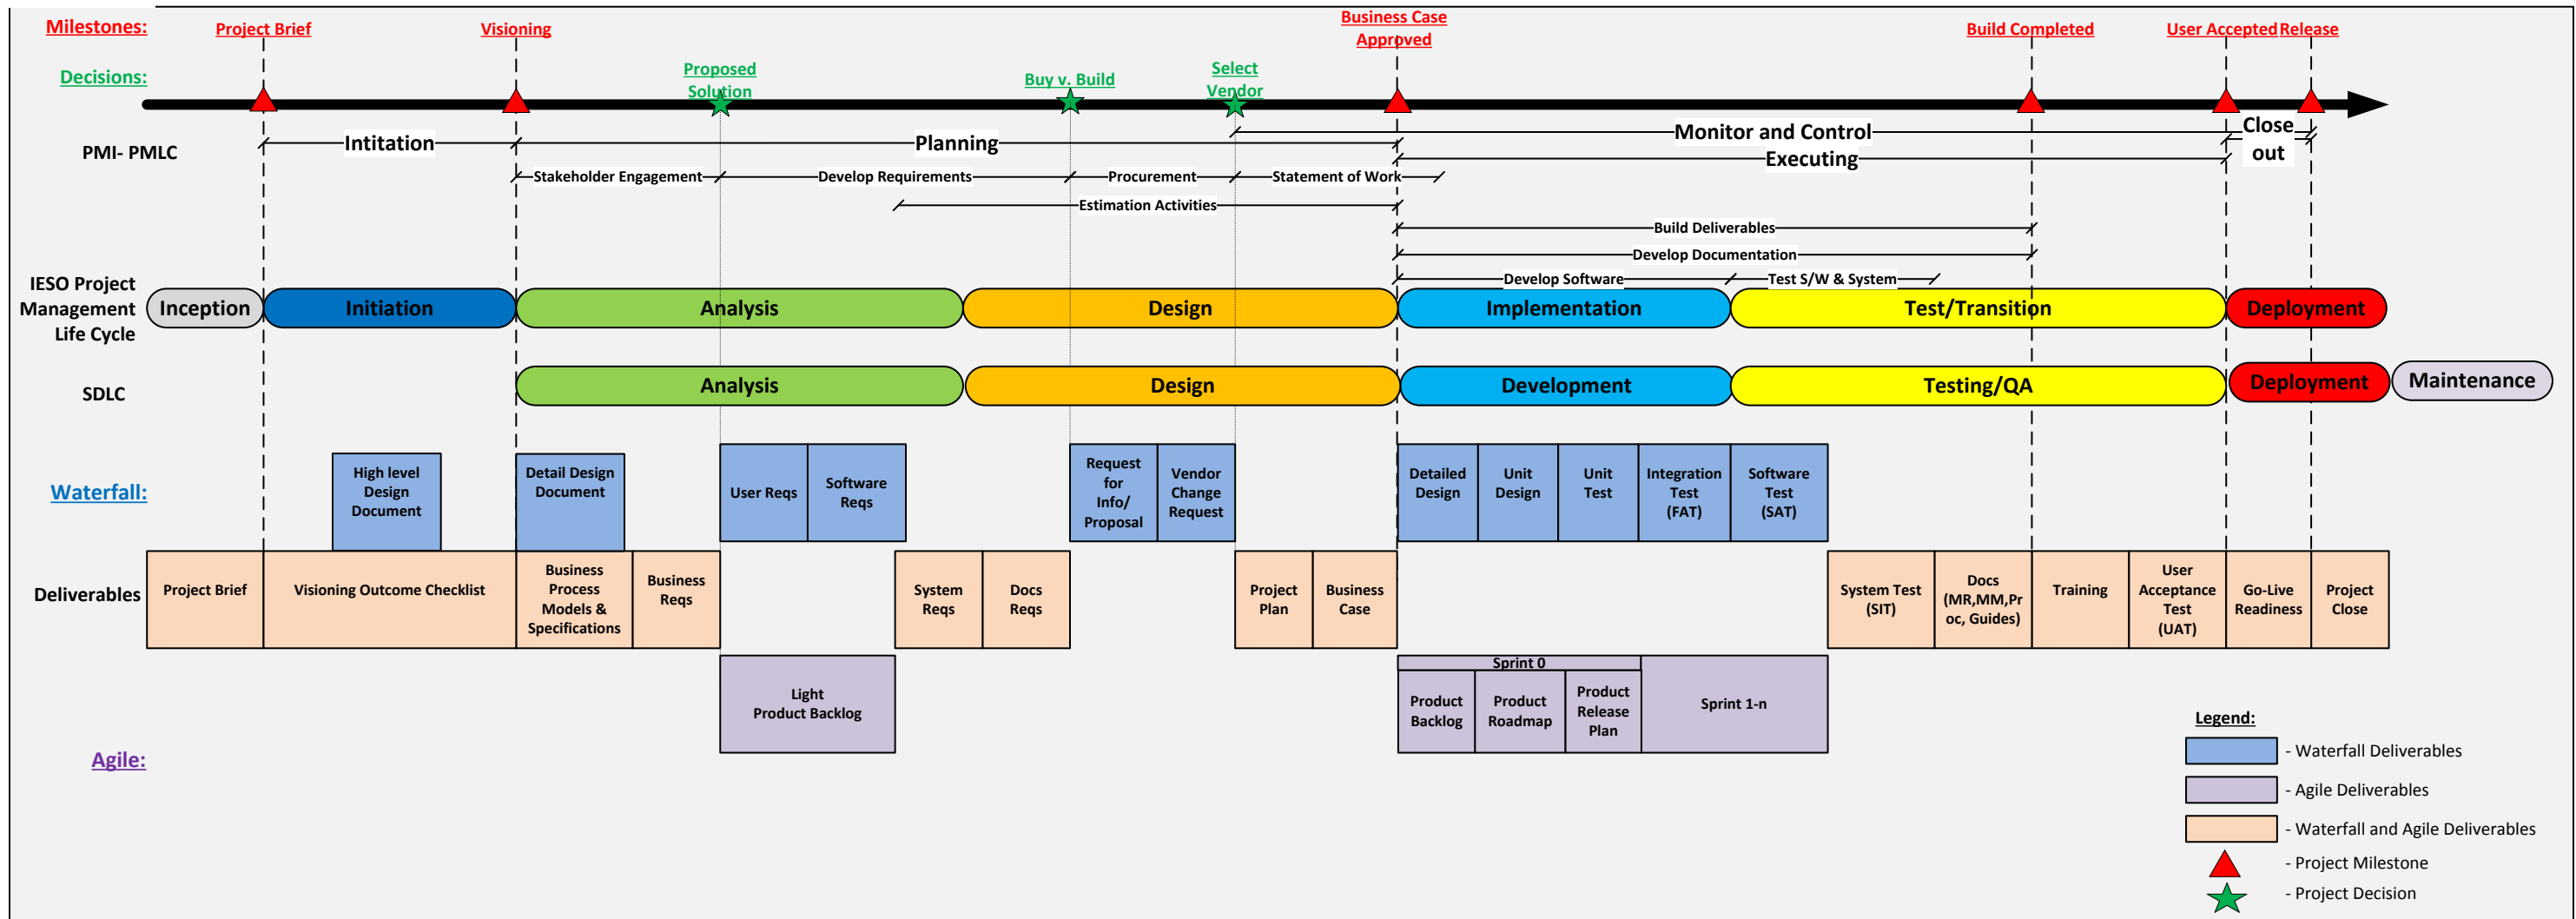 Milestones:
Project Brief
Visioning
Business Case
Approved
Build Completed
User Accepted
Release
Decisions:
Proposed
Solution
Buy v. Build
Select
Vendor
PMI- PMLC
Intitation
Planning
Monitor and Control
Executing
Close
out
Stakeholder Engagement
Develop Requirements
Procurement
Statement of Work
Estimation Activities
Build Deliverables
Develop Documentation
Develop Software
Test S/W & System
IESO Project
Management
Life Cycle
Inception
Initiation
Analysis
Design
Implementation
Test/Transition
Deployment
SDLC
Analysis
Design
Development
Testing/QA
Deployment
Maintenance
Waterfall:
High level
Design
Document
Detail Design
Document
User Reqs
Software
Reqs
Request
for
Info/
Proposal
Vendor
Change
Request
Detailed
Design
Unit
Design
Unit
Test
Integration
Test
(FAT)
Software
Test
(SAT)
Deliverables
Project Brief
Visioning Outcome Checklist
Business
Process
Models &
Specifications
Business
Reqs
System
Reqs
Docs
Reqs
Project
Plan
Business
Case
System Test
(SIT)
Docs
(MR,MM,Pr
oc, Guides)
Training
User
Acceptance
Test
(UAT)
Go-Live
Readiness
Project
Close
Agile:
Light
Product Backlog
Sprint 0
Product
Backlog
Product
Roadmap
Product
Release
Plan
Sprint 1-n
Legend:
- Waterfall Deliverables
- Agile Deliverables
- Waterfall and Agile Deliverables
- Project Milestone
- Project Decision